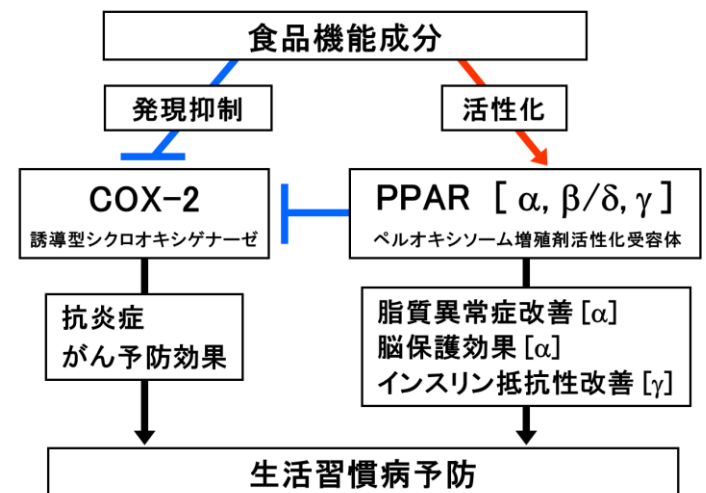 食品機能成分
発現抑制
活性化
COX-2
誘導型シクロオキシゲナーゼ
PPAR [ α, β/δ, γ ]
ペルオキシソーム増殖剤活性化受容体
抗炎症
がん予防効果
脂質異常症改善 [α]
脳保護効果 [α]
インスリン抵抗性改善 [γ]
生活習慣病予防